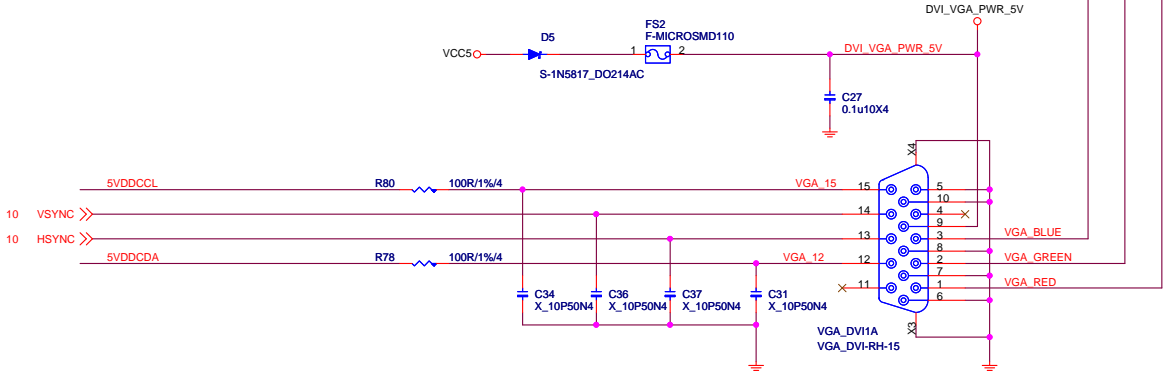 DVI_VGA_PWR_5V
FS2
F-MICROSMD110
D5
VCC5
1
2
DVI_VGA_PWR_5V
S-1N5817_DO214AC
C27
0.1u10X4
X4
5VDDCCL
R80
100R/1%/4
VGA_15
15
5
10
10
VSYNC
14
4
9
10
HSYNC
13
3
VGA_BLUE
8
5VDDCDA
R78
100R/1%/4
VGA_12
12
2
VGA_GREEN
7
11
1
VGA_RED
6
C34
X_10P50N4
C36
X_10P50N4
C37
X_10P50N4
C31
X_10P50N4
X3
VGA_DVI1A
VGA_DVI-RH-15